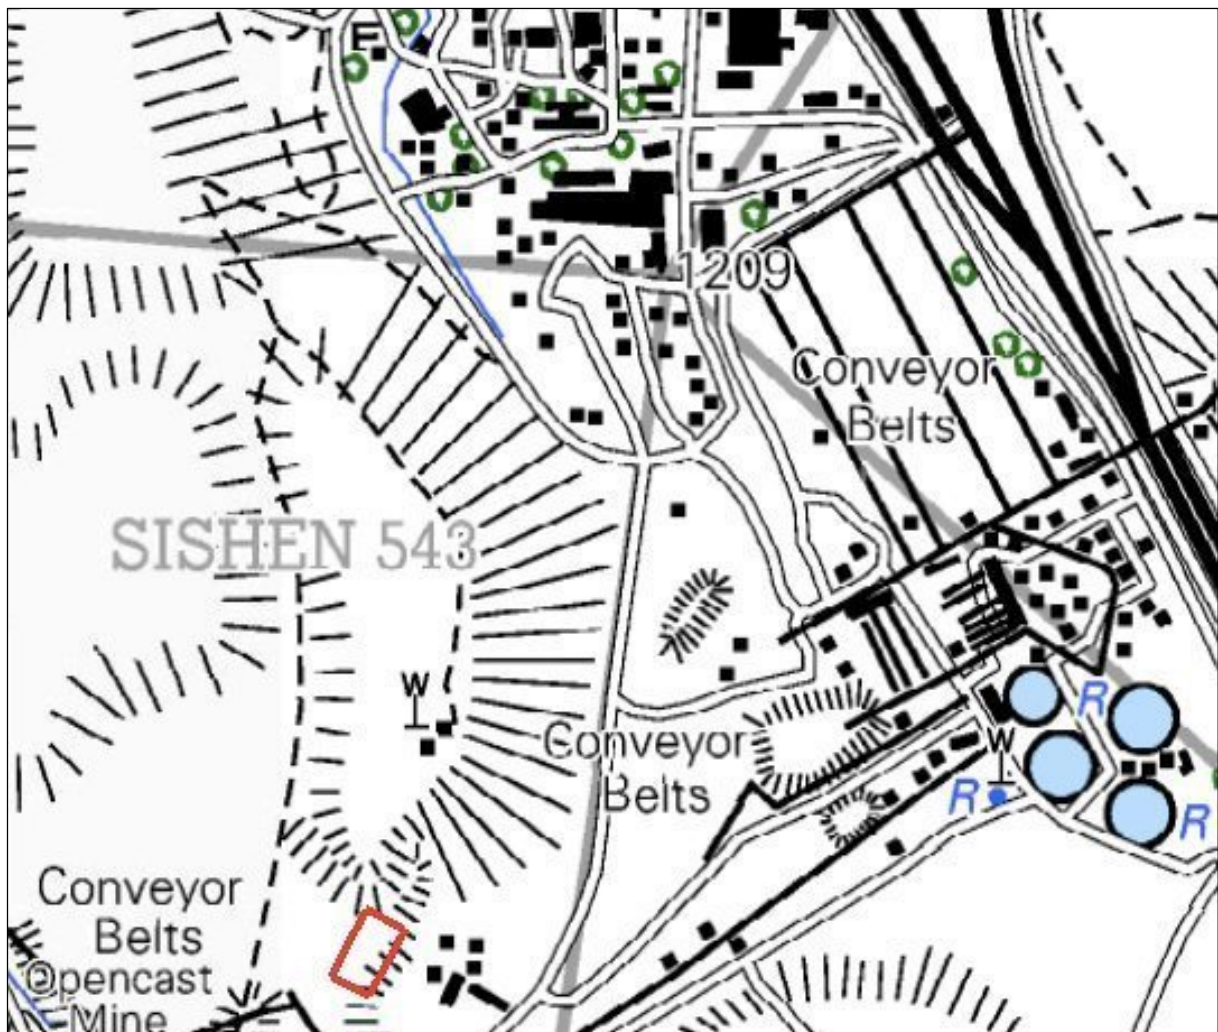 E
1209
Conveyor
Belts
SISHEN 543
W
Conveyor
Belts
R
W
R
R
Conveyor
Belts
Opencast
Mine